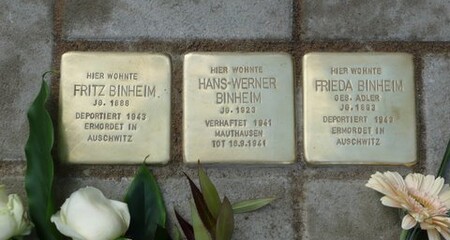 HIER WOHNTE
FRITZ BINHEIM
JG. 1888
DEPORTIERT 1943
ERMORDET IN
AUSCHWITZ
HIER WOHNTE
HANS-WERNER
BINHEIM
JG. 1923
VERHAFTET 1941
MAUTHAUSEN
TOT 18.9.1941
HIER WOHNTE
FRIEDA BINHEIM
GEB. ADLER
JG. 1892
DEPORTIERT 1943
ERMORDET IN
AUSCHWITZ